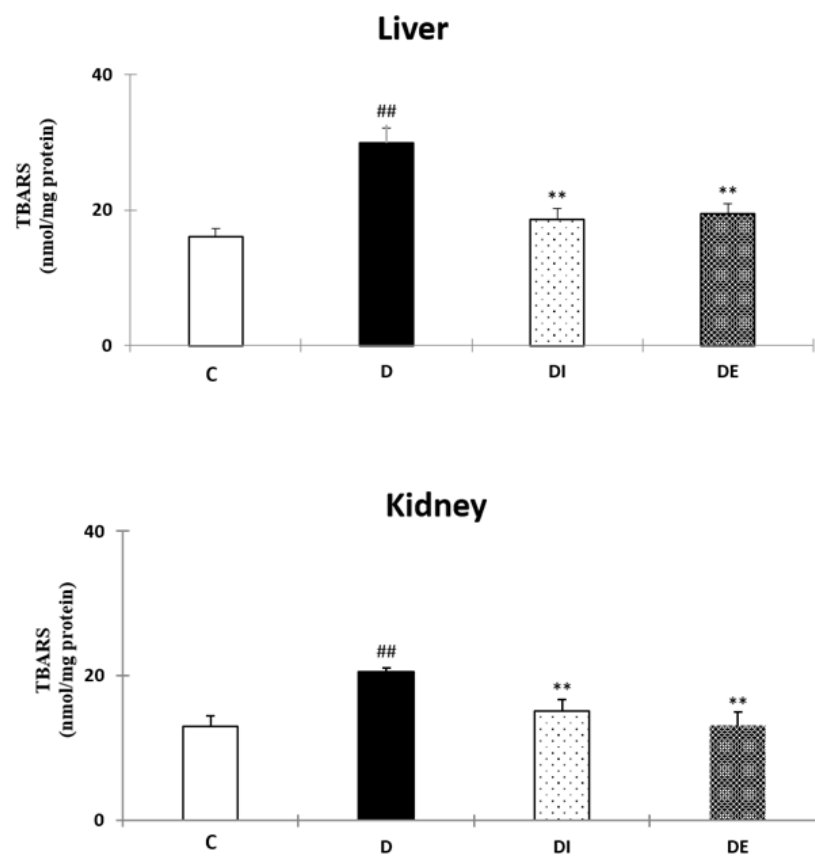 Liver
TBARS
(nmol/mg protein)
40
20
0
##
**
**
C
D
DI
DE
Kidney
TBARS
(nmol/mg protein)
40
20
0
##
**
**
C
D
DI
DE